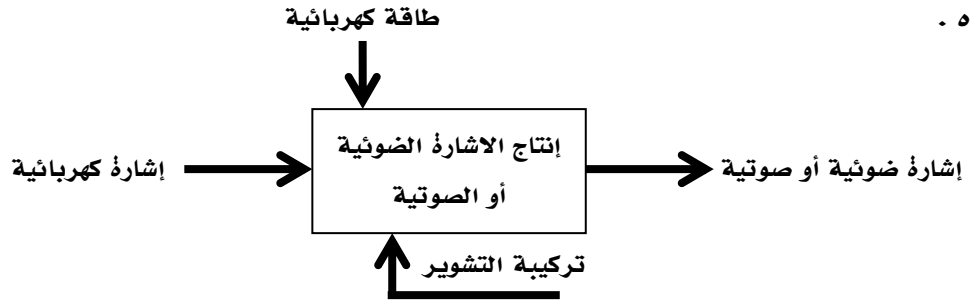 ٥ .
طاقة كهربائية
إشارة كهربائية
إنتاج الاشارة الضوئية
أو الصوتية
إشارة ضوئية أو صوتية
تركيبة التشوير